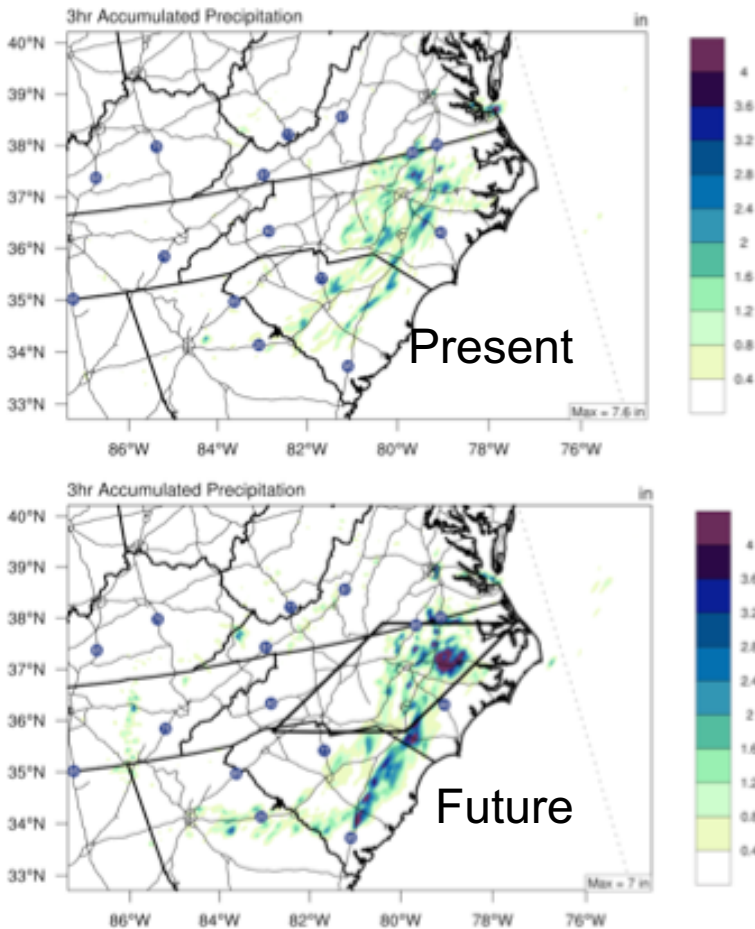 3hr Accumulated Precipitation in
40°N
39°N
38°N
37°N
36°N
35°N
34°N
33°N
86°W 84°W 82°W 80°W 78°W 76°W
4
3.6
3.2
2.8
2.4
2
1.6
1.2
0.8
0.4
Present
Max = 7.6 in
3hr Accumulated Precipitation in
40°N
39°N
38°N
37°N
36°N
35°N
34°N
33°N
86°W 84°W 82°W 80°W 78°W 76°W
4
3.6
3.2
2.8
2.4
2
1.6
1.2
0.8
0.4
Future
Max = 7 in